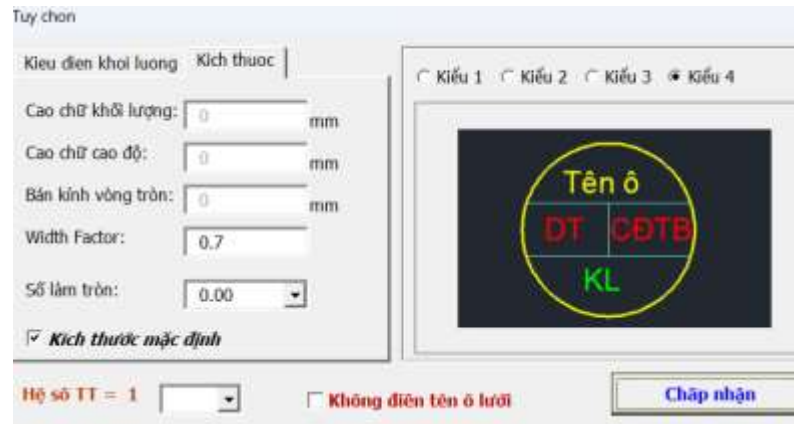 Tuy chon
Kieu dien khoi luong Kich thuoc
Kiểu 1 Kiểu 2 Kiểu 3 Kiểu 4
Cao chữ khối lượng: 0 mm
Cao chữ cao độ: 0 mm
Bán kính vòng tròn: 0 mm
Width Factor: 0.7
Số làm tròn: 0.00
Kích thước mặc định
Tên ô
DT CĐTB
KL
Hệ số TT = 1
Không điền tên ô lưới
Chấp nhận